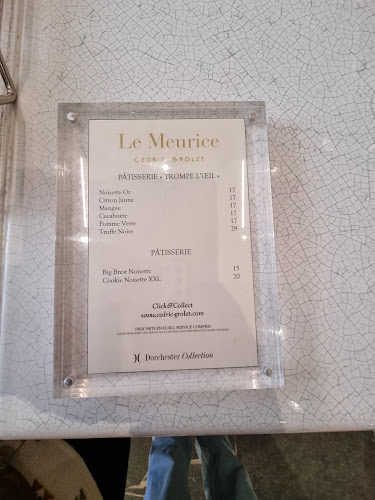 Le Meurice
CEDRIC GROLET
PÂTISSERIE « TROMPE L'ŒIL »
Noisette Or 17
Citron Jaune 17
Mangue 17
Cacahuète 17
Pomme Verte 17
Truffe Noire 29
PÂTISSERIE
Big Brest Noisette 15
Cookie Noisette XXL 20
Click&Collect
www.cedric-grolet.com
PRIX NETS EN EURO, SERVICE COMPRIS
Dorchester Collection